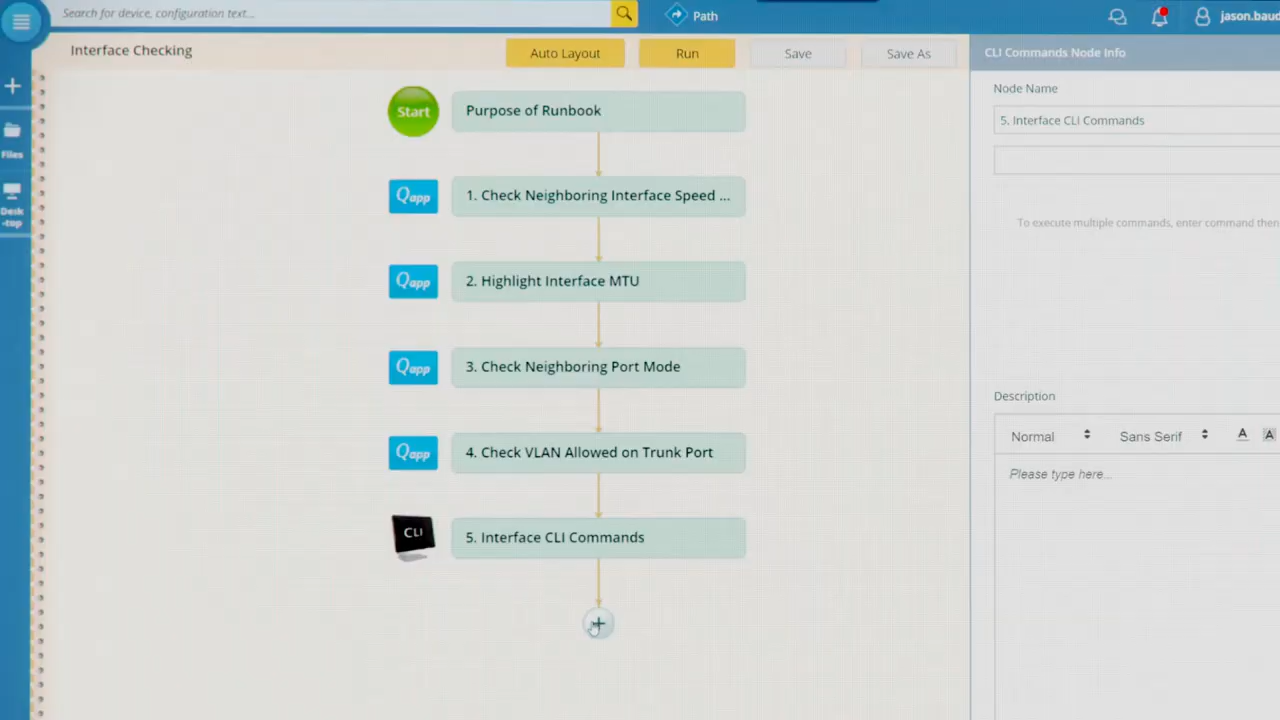 Search for device, configuration text...
Path
jason.baud
Interface Checking
Auto Layout
Run
Save
Save As
CLI Commands Node Info
Node Name
5. Interface CLI Commands
To execute multiple commands, enter command then
Files
Desk
-top
Start
Purpose of Runbook
Qapp
1. Check Neighboring Interface Speed ...
Qapp
2. Highlight Interface MTU
Qapp
3. Check Neighboring Port Mode
Qapp
4. Check VLAN Allowed on Trunk Port
CLI
5. Interface CLI Commands
Description
Normal
Sans Serif
A
A
Please type here...